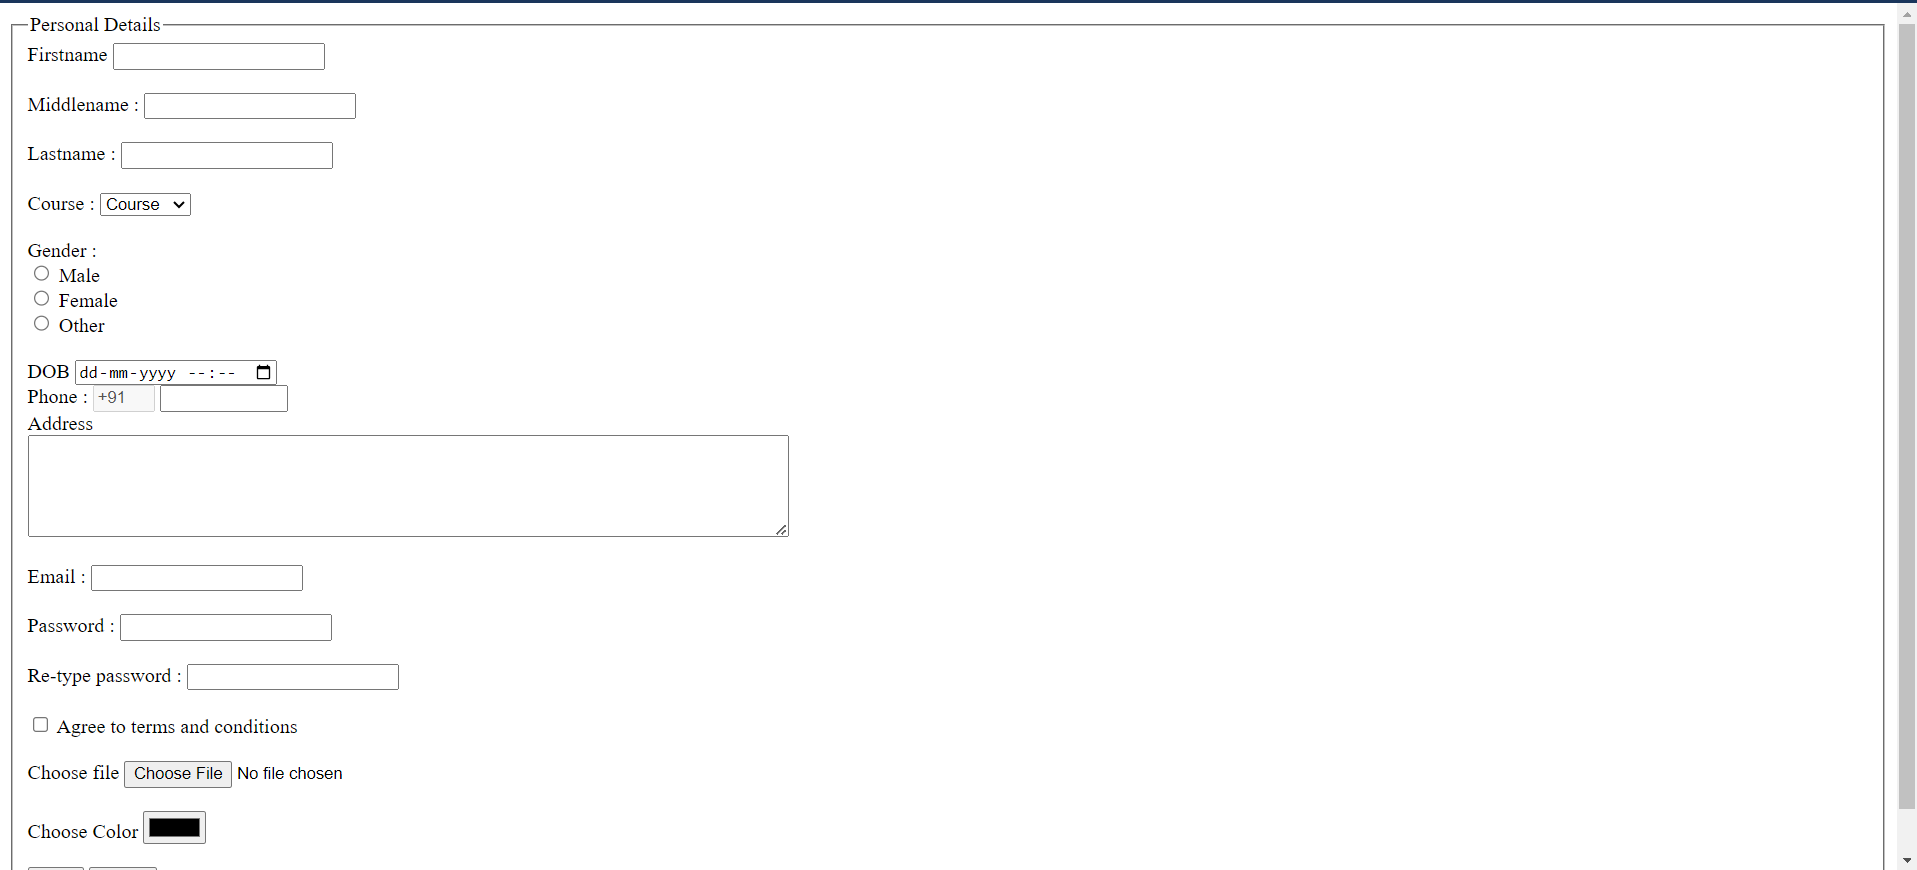 Personal Details
Firstname
Middlename :
Lastname :
Course : Course
Gender :
Male
Female
Other
DOB dd-mm-yyyy --:--
Phone : +91
Address
Email :
Password :
Re-type password :
Agree to terms and conditions
Choose file Choose File No file chosen
Choose Color